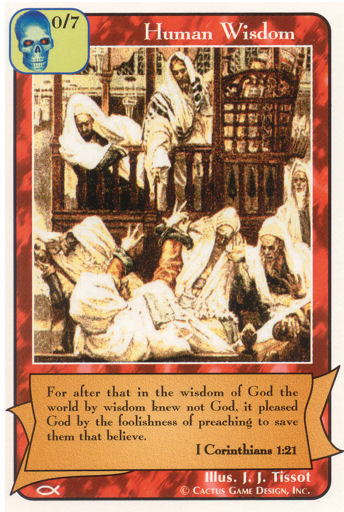 0/7
Human Wisdom
For after that in the wisdom of God the
world by wisdom knew not God, it pleased
God by the foolishness of preaching to save
them that believe.
I Corinthians 1:21
Illus. J. J. Tissot
© Cactus Game Design, Inc.